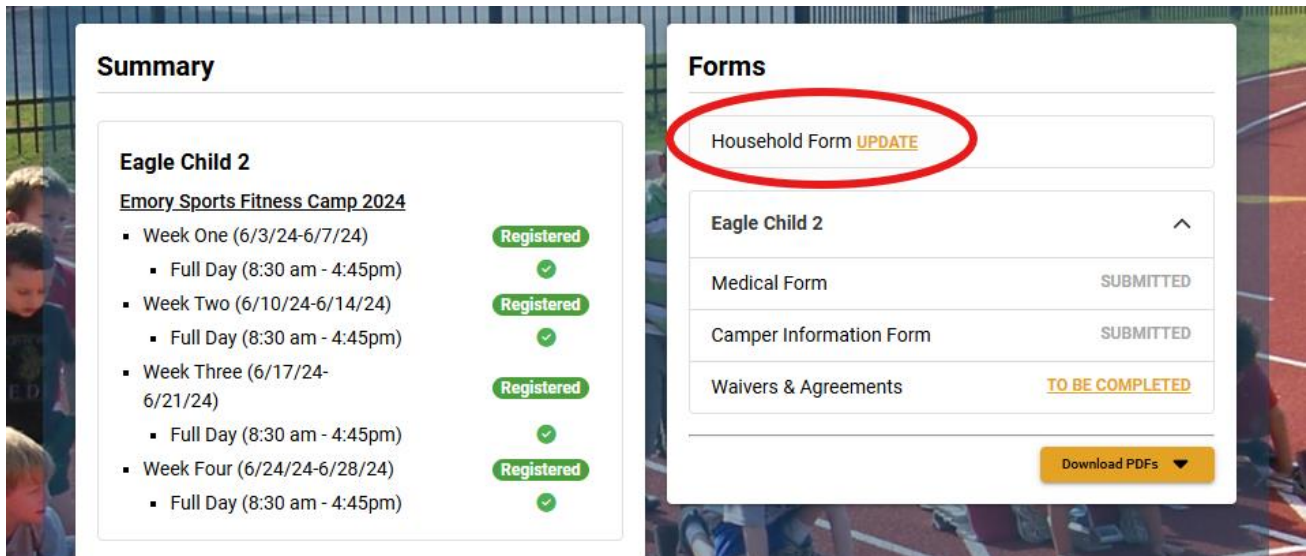 Summary
Eagle Child 2
Emory Sports Fitness Camp 2024
Week One (6/3/24-6/7/24) Registered
Full Day (8:30 am - 4:45pm)
Week Two (6/10/24-6/14/24) Registered
Full Day (8:30 am - 4:45pm)
Week Three (6/17/24-
6/21/24) Registered
Full Day (8:30 am - 4:45pm)
Week Four (6/24/24-6/28/24) Registered
Full Day (8:30 am - 4:45pm)
Forms
Household Form UPDATE
Eagle Child 2
Medical Form SUBMITTED
Camper Information Form SUBMITTED
Waivers & Agreements TO BE COMPLETED
Download PDFs